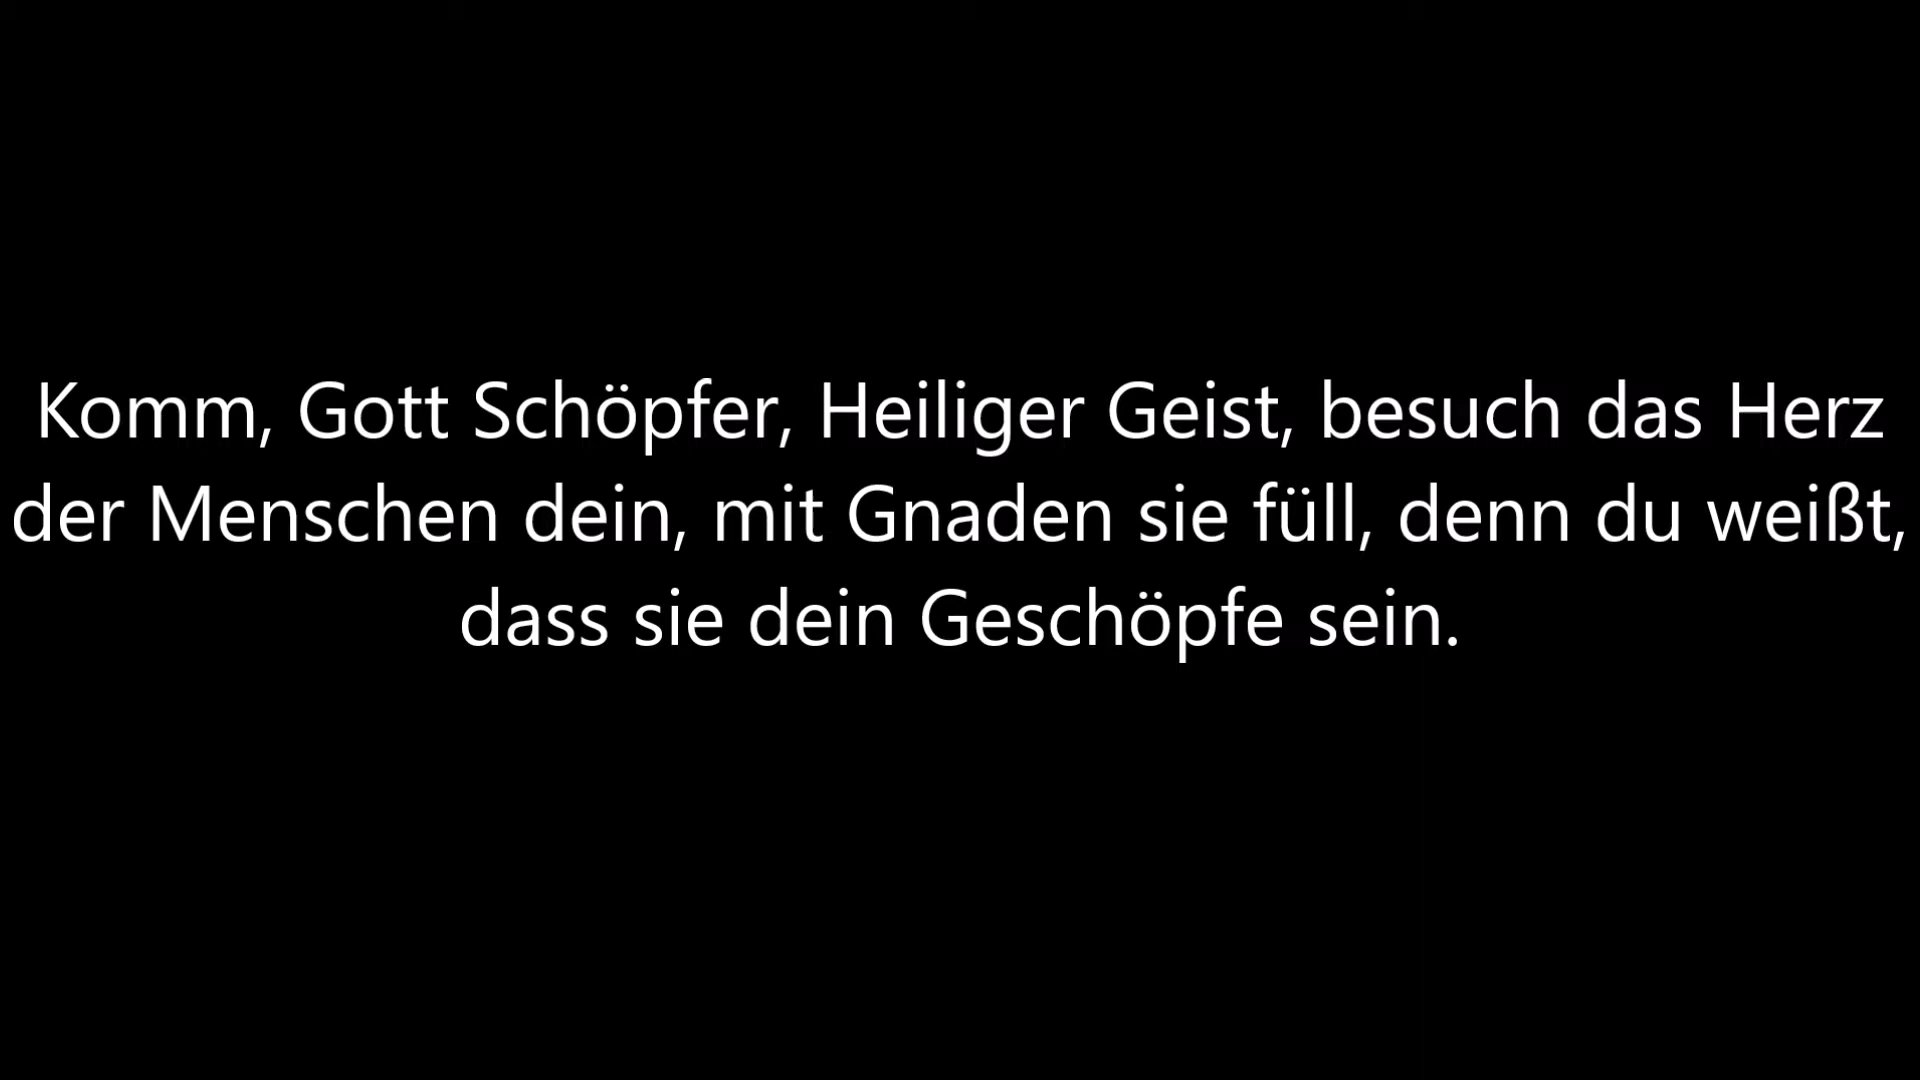 Komm, Gott Schöpfer, Heiliger Geist, besuch das Herz
der Menschen dein, mit Gnaden sie füll, denn du weißt,
dass sie dein Geschöpfe sein.